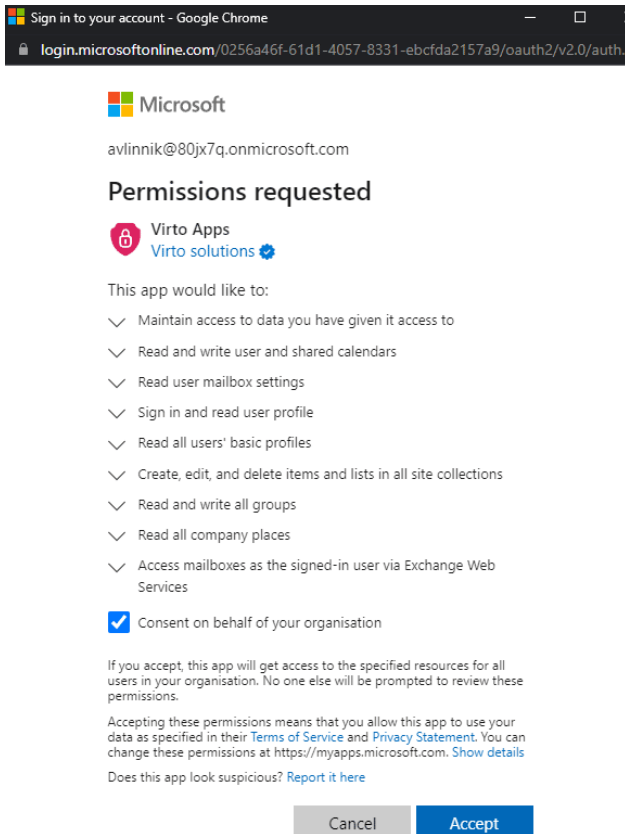 Sign in to your account - Google Chrome
login.microsoftonline.com/0256a46f-61d1-4057-8331-ebcfda2157a9/oauth2/v2.0/auth.
Microsoft
avlinnik@80jx7q.onmicrosoft.com
Permissions requested
Virto Apps
Virto solutions
This app would like to:
Maintain access to data you have given it access to
Read and write user and shared calendars
Read user mailbox settings
Sign in and read user profile
Read all users' basic profiles
Create, edit, and delete items and lists in all site collections
Read and write all groups
Read all company places
Access mailboxes as the signed-in user via Exchange Web
Services
Consent on behalf of your organisation
If you accept, this app will get access to the specified resources for all
users in your organisation. No one else will be prompted to review these
permissions.
Accepting these permissions means that you allow this app to use your
data as specified in their Terms of Service and Privacy Statement. You can
change these permissions at https://myapps.microsoft.com. Show details
Does this app look suspicious? Report it here
Cancel
Accept